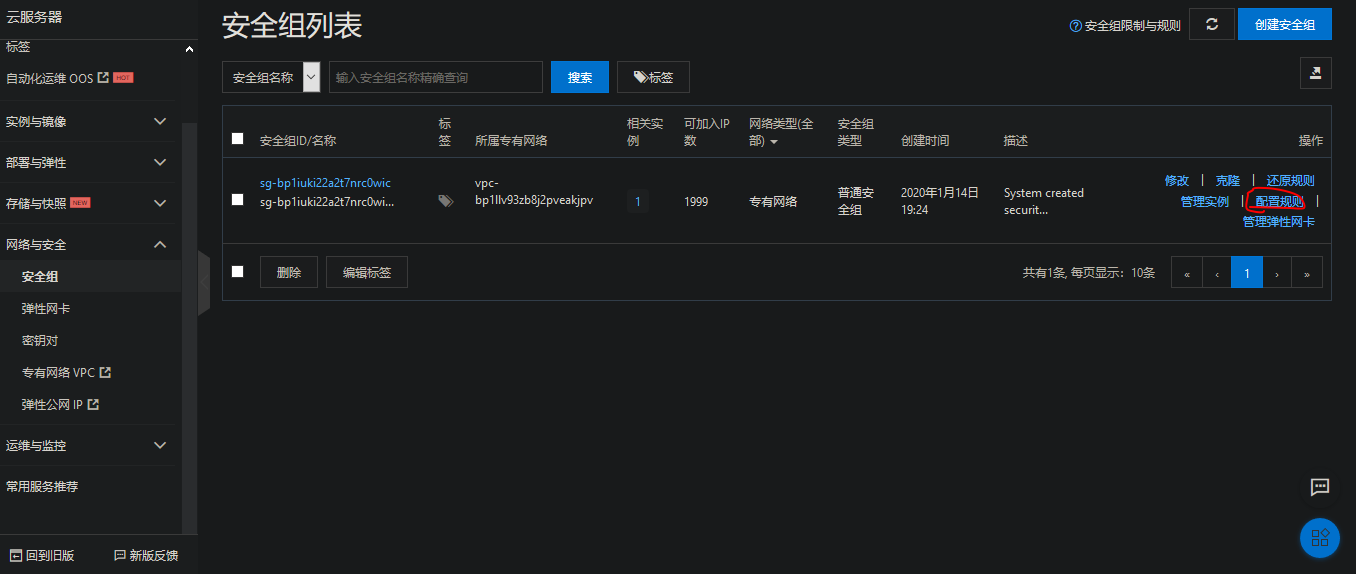 云服务器
标签
自动化运维 OOS HOT
实例与镜像
部署与弹性
存储与快照 NEW
网络与安全
安全组
弹性网卡
密钥对
专有网络 VPC
弹性公网 IP
运维与监控
常用服务推荐
回到旧版 新版反馈
安全组列表
安全组限制与规则 创建安全组
安全组名称 输入安全组名称精确查询 搜索 标签
安全组ID/名称 标签 所属专有网络 相关实例 可加入IP数 网络类型(全部) 安全组类型 创建时间 描述 操作
sg-bp1iuki22a2t7nrc0wic
sg-bp1iuki22a2t7nrc0wi...
vpc-
bp1llv93zb8j2pveakjpv
1
1999
专有网络
普通安
全组
2020年1月14日
19:24
System created
securit...
修改 | 克隆 | 还原规则
管理实例 | 配置规则 |
管理弹性网卡
删除 编辑标签 共有1条, 每页显示：10条 « ‹ 1 › »